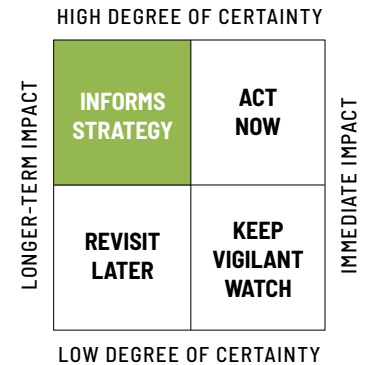 HIGH DEGREE OF CERTAINTY
LONGER-TERM IMPACT
INFORMS
STRATEGY
ACT
NOW
REVISIT
LATER
KEEP
VIGILANT
WATCH
IMMEDIATE IMPACT
LOW DEGREE OF CERTAINTY